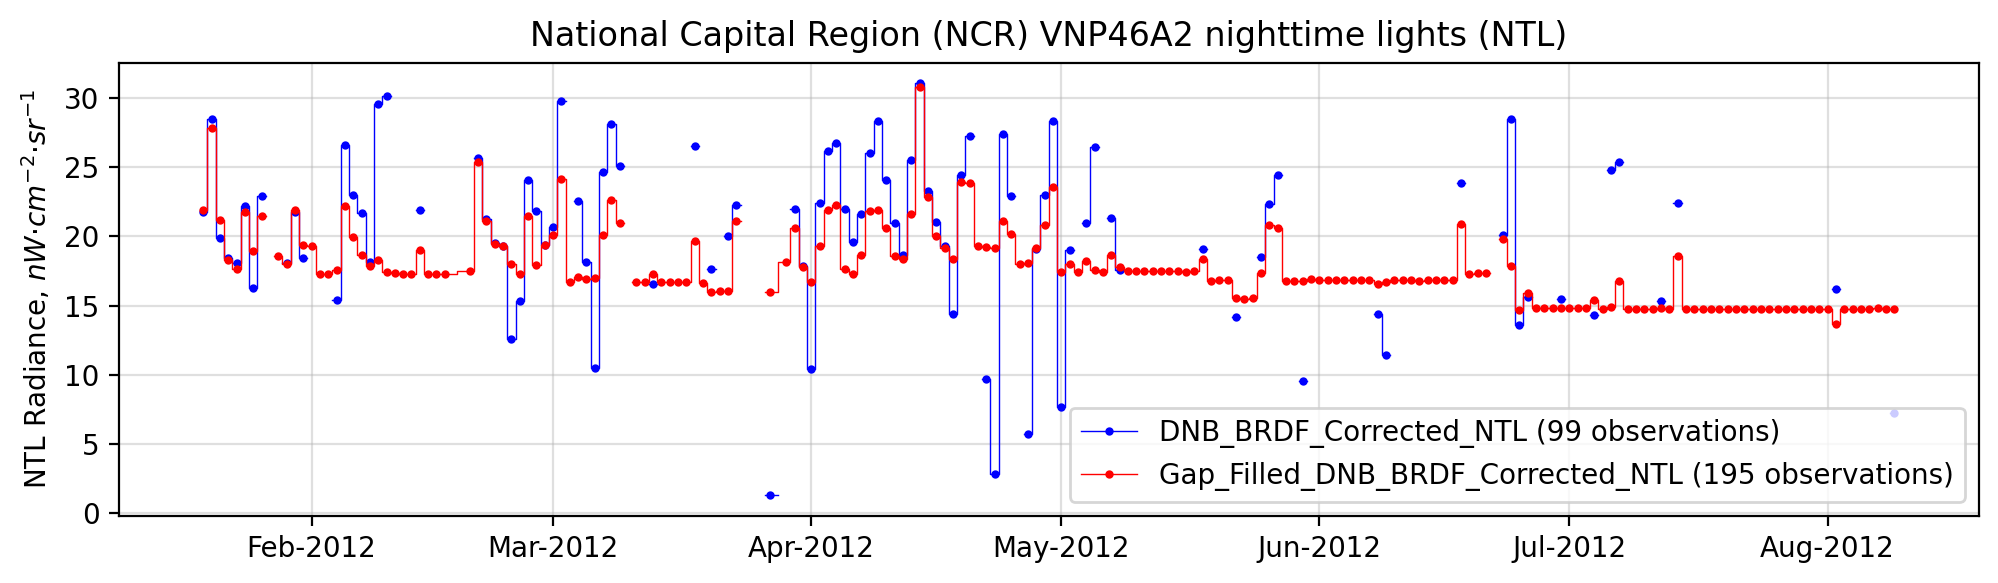 National Capital Region (NCR) VNP46A2 nighttime lights (NTL)
NTL Radiance, nW·cm⁻²·sr⁻¹
30
25
20
15
10
5
0
DNB_BRDF_Corrected_NTL (99 observations)
Gap_Filled_DNB_BRDF_Corrected_NTL (195 observations)
Feb-2012 Mar-2012 Apr-2012 May-2012 Jun-2012 Jul-2012 Aug-2012